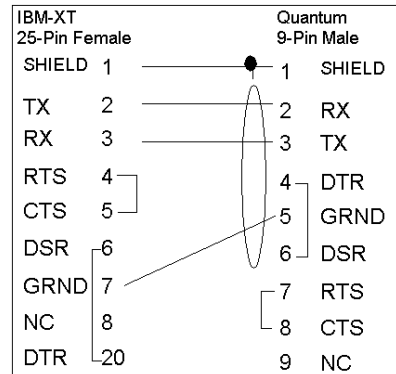 IBM-XT Quantum
25-Pin Female 9-Pin Male
SHIELD 1 1 SHIELD
TX 2 2 RX
RX 3 3 TX
RTS 4 4 DTR
CTS 5 5 GRND
DSR 6 6 DSR
GRND 7 7 RTS
NC 8 8 CTS
DTR 20 9 NC